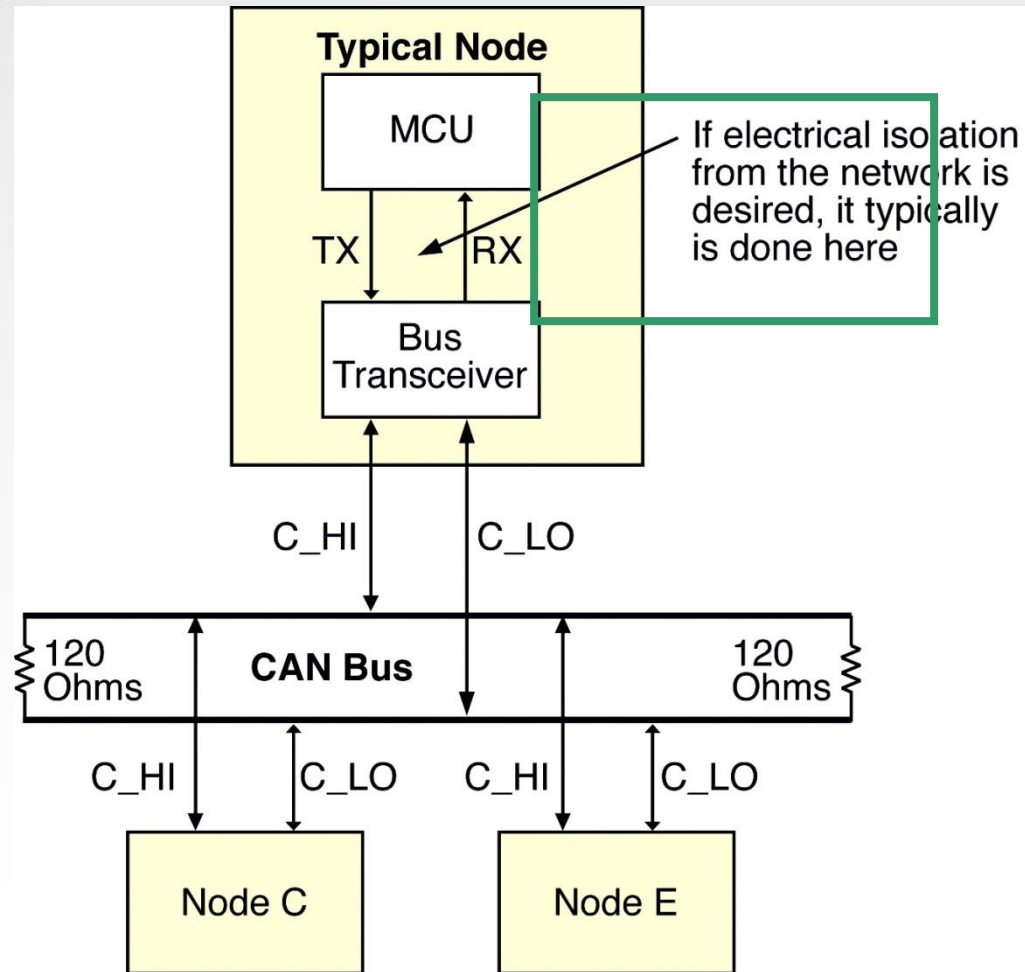 Typical Node
MCU
If electrical isolation
from the network is
desired, it typically
is done here
TX
RX
Bus
Transceiver
C_HI
C_LO
120
Ohms
CAN Bus
120
Ohms
C_HI
C_LO
C_HI
C_LO
Node C
Node E